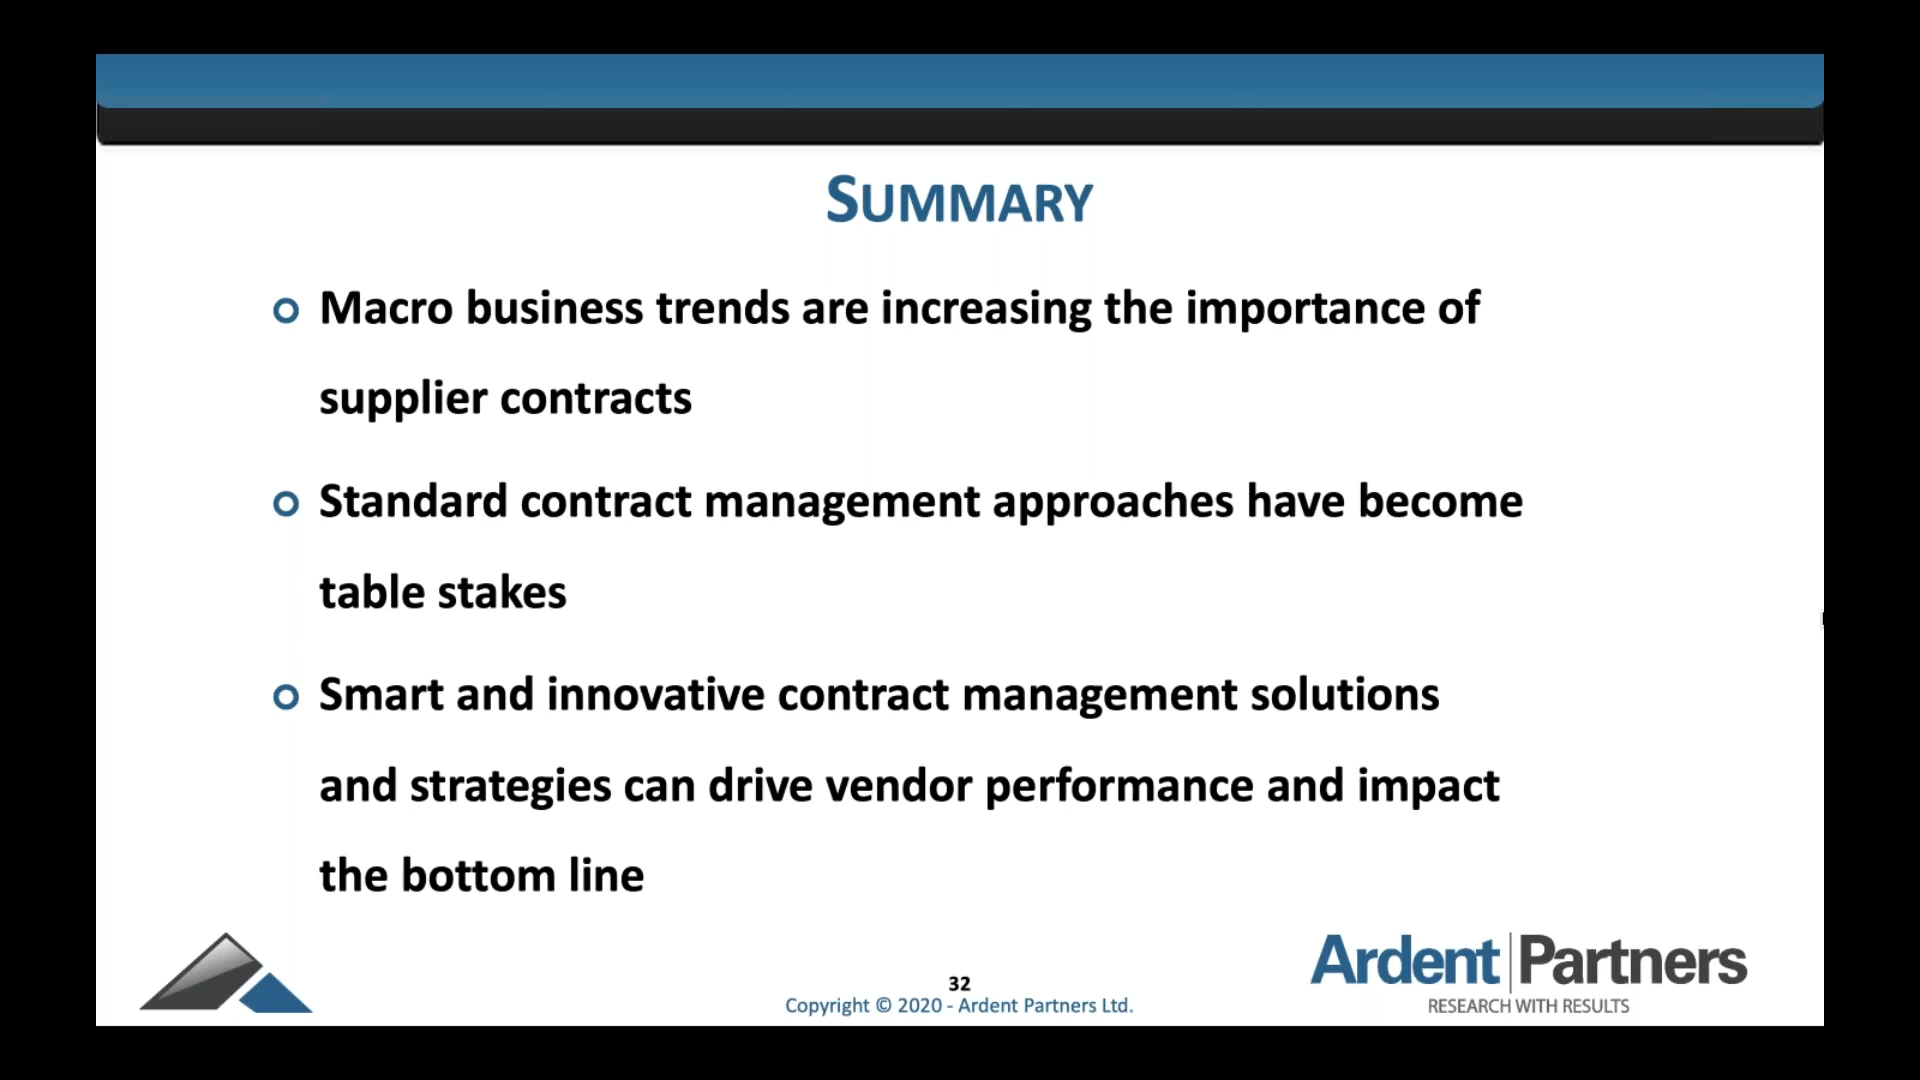 SUMMARY
Macro business trends are increasing the importance of
supplier contracts
Standard contract management approaches have become
table stakes
Smart and innovative contract management solutions
and strategies can drive vendor performance and impact
the bottom line
32
Copyright © 2020 - Ardent Partners Ltd.
Ardent Partners
RESEARCH WITH RESULTS